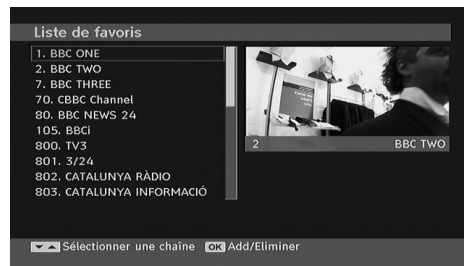 Liste de favoris
1. BBC ONE
2. BBC TWO
7. BBC THREE
70. CBBC Channel
80. BBC NEWS 24
105. BBCi
800. TV3
801. 3/24
802. CATALUNYA RÀDIO
803. CATALUNYA INFORMACIÓ
2 BBC TWO
Sélectionner une chaîne OK Add/Eliminer